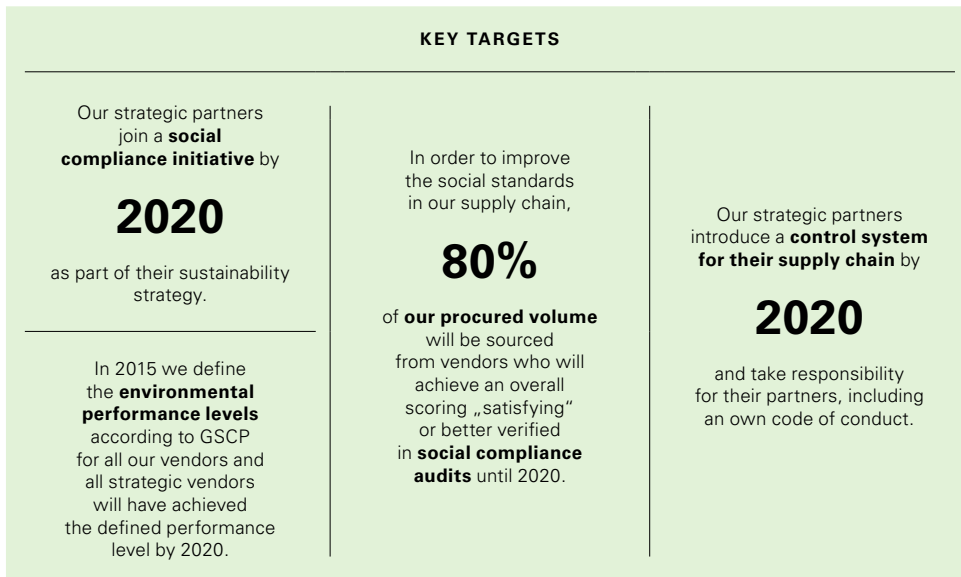 KEY TARGETS
Our strategic partners
join a social
compliance initiative by
2020
as part of their sustainability
strategy.
In 2015 we define
the environmental
performance levels
according to GSCP
for all our vendors and
all strategic vendors
will have achieved
the defined performance
level by 2020.
In order to improve
the social standards
in our supply chain,
80%
of our procured volume
will be sourced
from vendors who will
achieve an overall
scoring „satisfying“
or better verified
in social compliance
audits until 2020.
Our strategic partners
introduce a control system
for their supply chain by
2020
and take responsibility
for their partners, including
an own code of conduct.